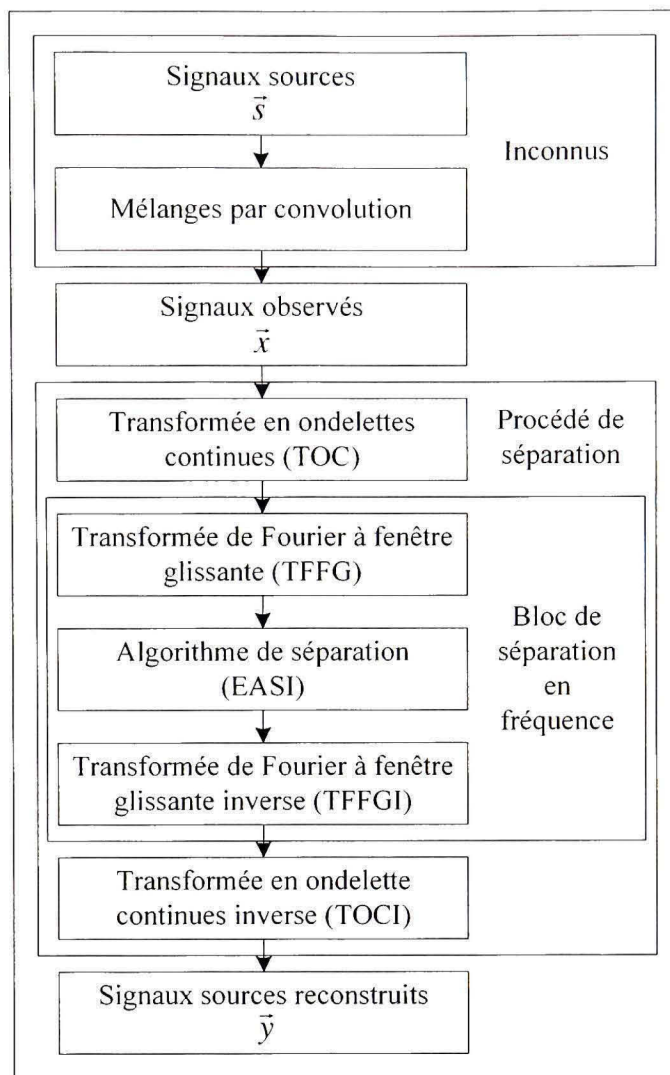 Signaux sources
s⃗
Inconnus
Mélanges par convolution
Signaux observés
x⃗
Transformée en ondelettes
continues (TOC)
Procédé de
séparation
Transformée de Fourier à fenêtre
glissante (TFFG)
Algorithme de séparation
(EASI)
Bloc de
séparation
en
fréquence
Transformée de Fourier à fenêtre
glissante inverse (TFFGI)
Transformée en ondelette
continues inverse (TOCI)
Signaux sources reconstruits
y⃗